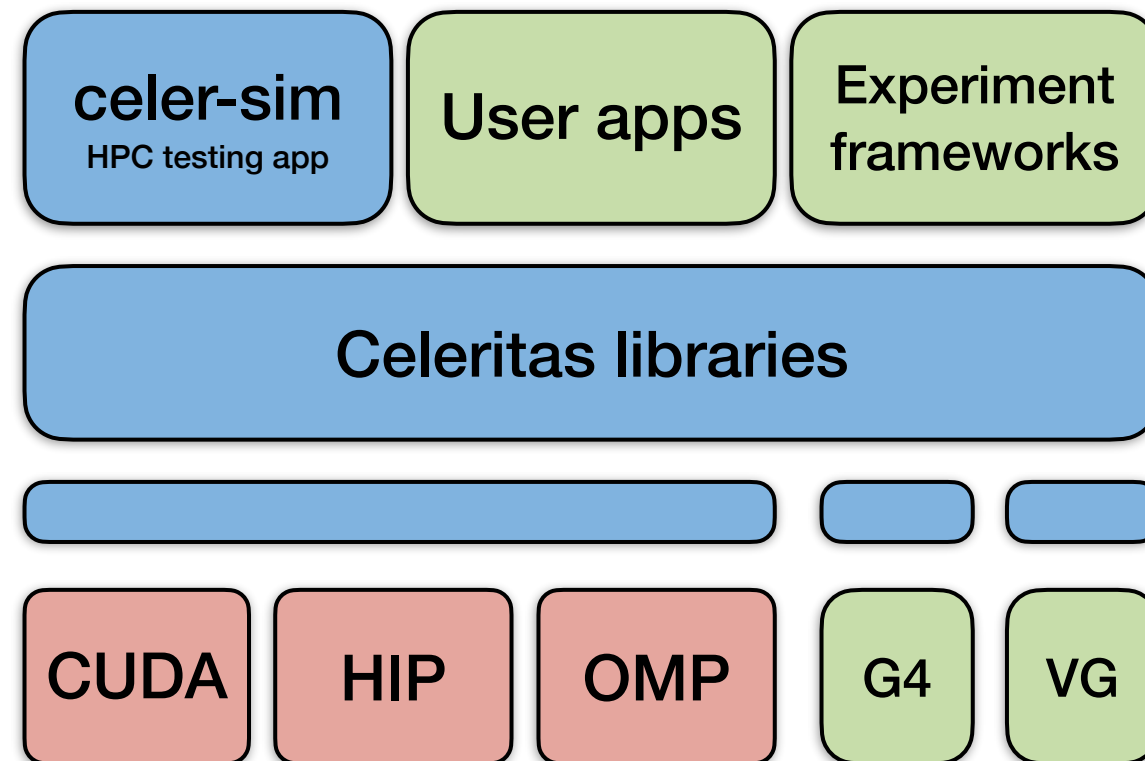 celer-sim
HPC testing app
User apps
Experiment
frameworks
Celeritas libraries
CUDA
HIP
OMP
G4
VG